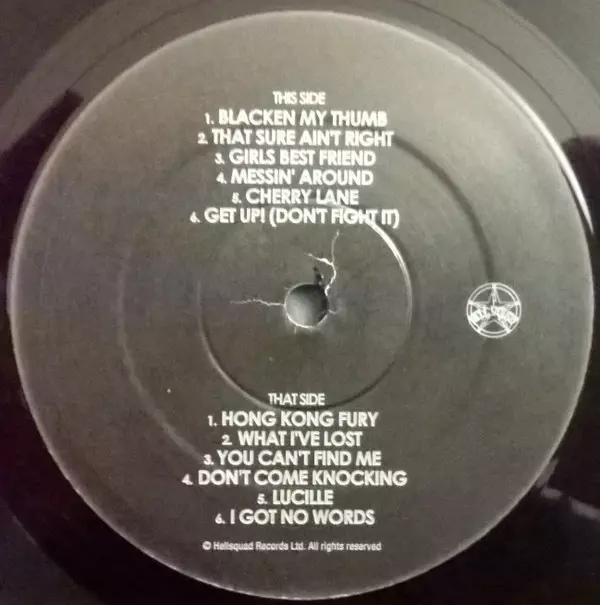 THIS SIDE
1. BLACKEN MY THUMB
2. THAT SURE AIN'T RIGHT
3. GIRLS BEST FRIEND
4. MESSIN' AROUND
5. CHERRY LANE
6. GET UP! (DON'T FIGHT IT)
THAT SIDE
1. HONG KONG FURY
2. WHAT I'VE LOST
3. YOU CAN'T FIND ME
4. DON'T COME KNOCKING
5. LUCILLE
6. I GOT NO WORDS
© Hellsquad Records Ltd. All rights reserved